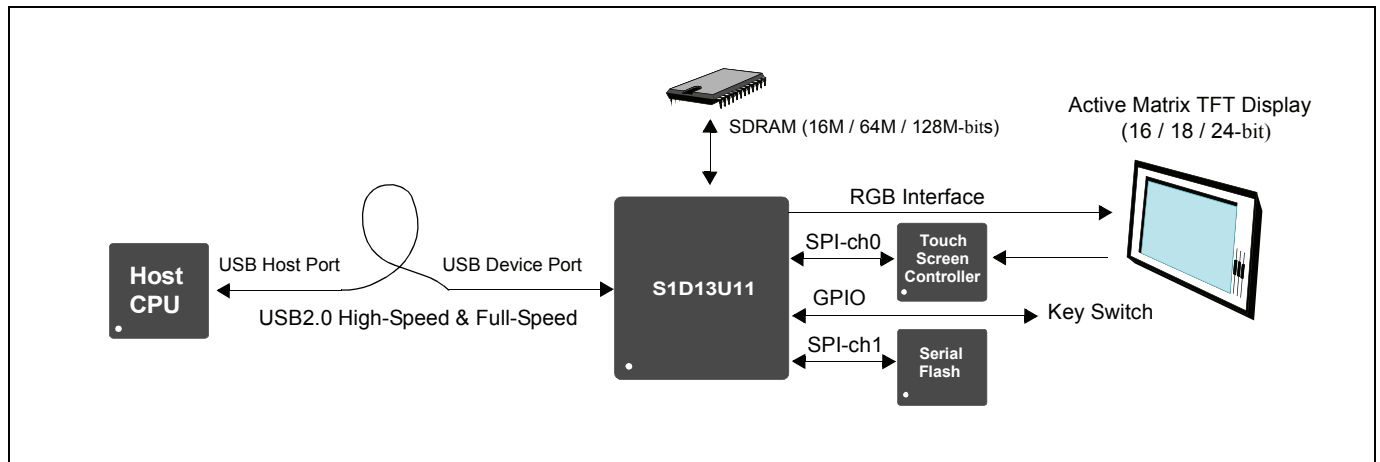 SDRAM (16M / 64M / 128M-bits)
Active Matrix TFT Display
(16 / 18 / 24-bit)
Host
CPU
USB Host Port
USB Device Port
USB2.0 High-Speed & Full-Speed
S1D13U11
RGB Interface
SPI-ch0
Touch
Screen
Controller
GPIO
Key Switch
SPI-ch1
Serial
Flash